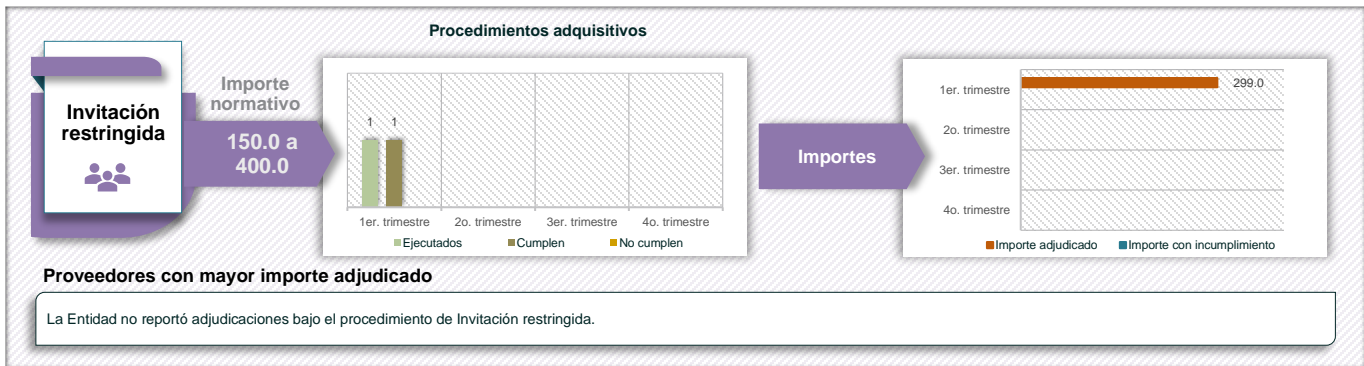 Procedimientos adquisitivos
Invitación
restringida
Importe
normativo
150.0 a
400.0
1 1
1er. trimestre 2o. trimestre 3er. trimestre 4o. trimestre
Ejecutados Cumplen No cumplen
Importes
1er. trimestre 299.0
2o. trimestre
3er. trimestre
4o. trimestre
Importe adjudicado Importe con incumplimiento
Proveedores con mayor importe adjudicado
La Entidad no reportó adjudicaciones bajo el procedimiento de Invitación restringida.